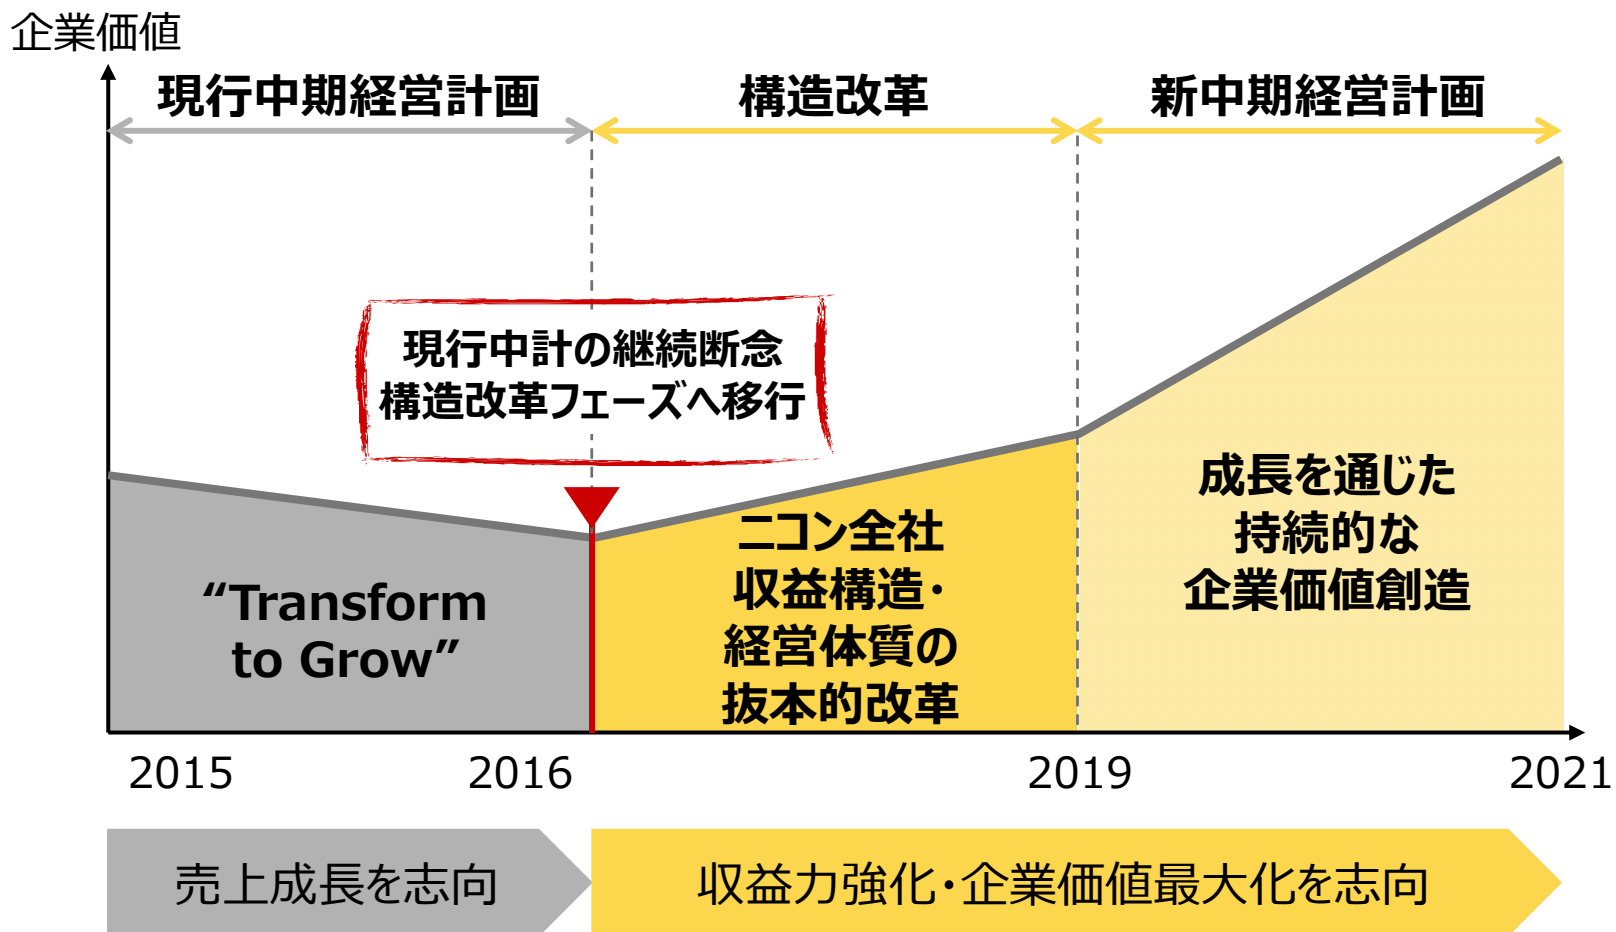 企業価値
現行中期経営計画
構造改革
新中期経営計画
現行中計の継続断念
構造改革フェーズへ移行
“Transform
to Grow”
ニコン全社
収益構造・
経営体質の
抜本的改革
成長を通じた
持続的な
企業価値創造
2015
2016
2019
2021
売上成長を志向
収益力強化・企業価値最大化を志向